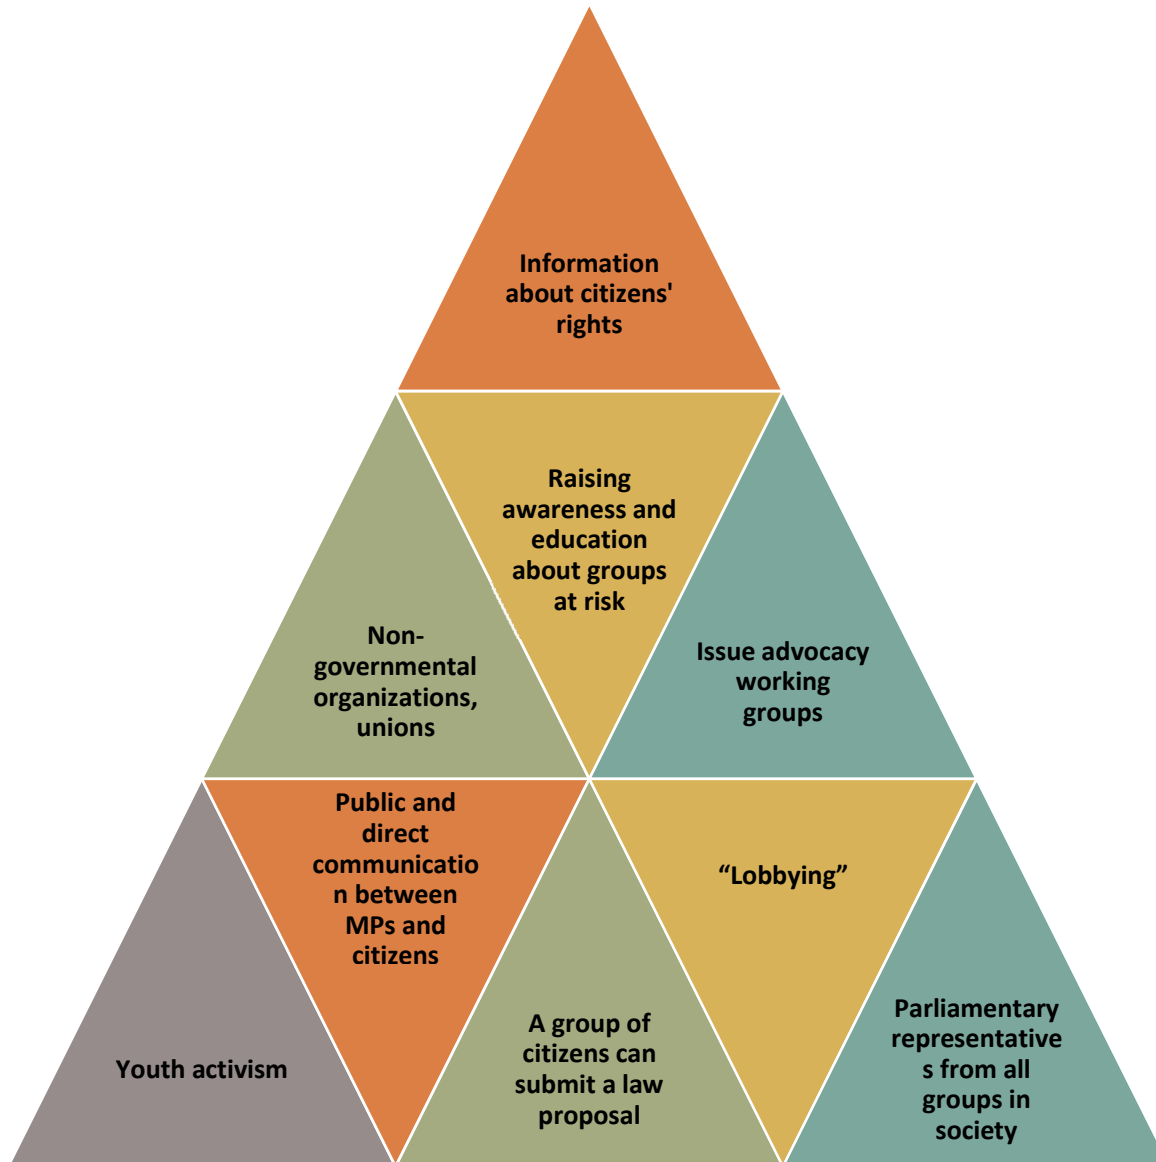 Information
about citizens'
rights
Raising
awareness and
education
about groups
at risk
Non-
governmental
organizations,
unions
Issue advocacy
working
groups
Public and
direct
communicatio
n between
MPs and
citizens
“Lobbying”
Youth activism
A group of
citizens can
submit a law
proposal
Parliamentary
representative
s from all
groups in
society